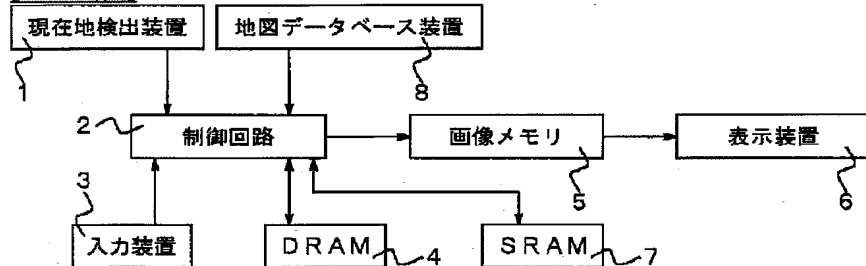 現在地検出装置
地図データベース装置
1
8
2
制御回路
画像メモリ
表示装置
5
6
3
入力装置
DRAM
4
SRAM
7